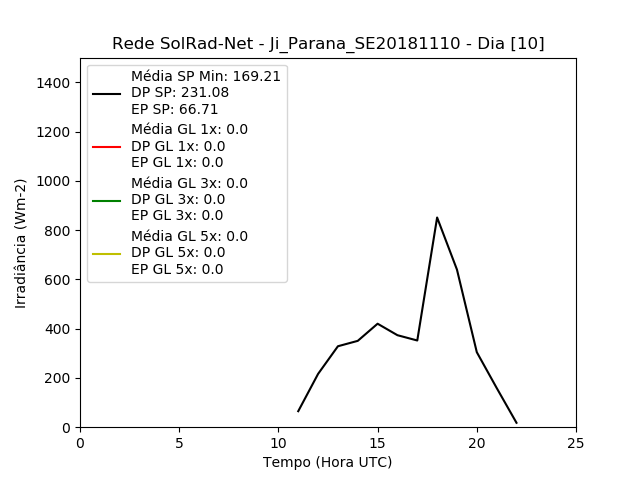 Rede SolRad-Net - Ji_Parana_SE20181110 - Dia [10]
Média SP Min: 169.21
DP SP: 231.08
EP SP: 66.71
Média GL 1x: 0.0
DP GL 1x: 0.0
EP GL 1x: 0.0
Média GL 3x: 0.0
DP GL 3x: 0.0
EP GL 3x: 0.0
Média GL 5x: 0.0
DP GL 5x: 0.0
EP GL 5x: 0.0
Irradiância (Wm-2)
1400
1200
1000
800
600
400
200
0
0 5 10 15 20 25
Tempo (Hora UTC)